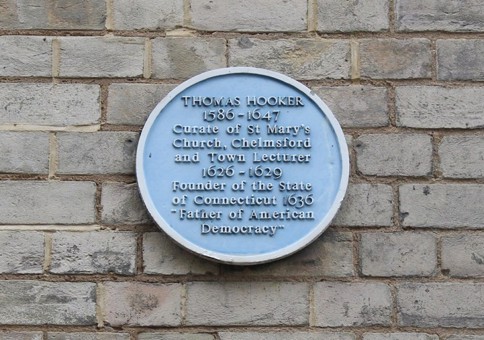 THOMAS HOOKER
1586 - 1647
Curate of St Mary's
Church, Chelmsford
and Town Lecturer
1626 - 1629
Founder of the State
of Connecticut 1636
"Father of American
Democracy"